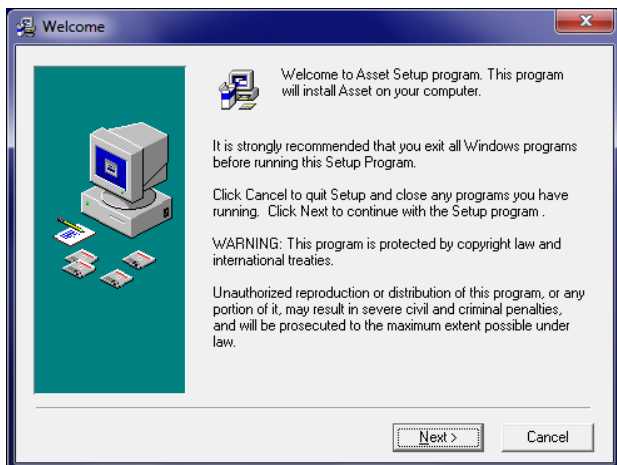 Welcome
Welcome to Asset Setup program. This program
will install Asset on your computer.
It is strongly recommended that you exit all Windows programs
before running this Setup Program.
Click Cancel to quit Setup and close any programs you have
running. Click Next to continue with the Setup program .
WARNING: This program is protected by copyright law and
international treaties.
Unauthorized reproduction or distribution of this program, or any
portion of it, may result in severe civil and criminal penalties,
and will be prosecuted to the maximum extent possible under
law.
Next >
Cancel